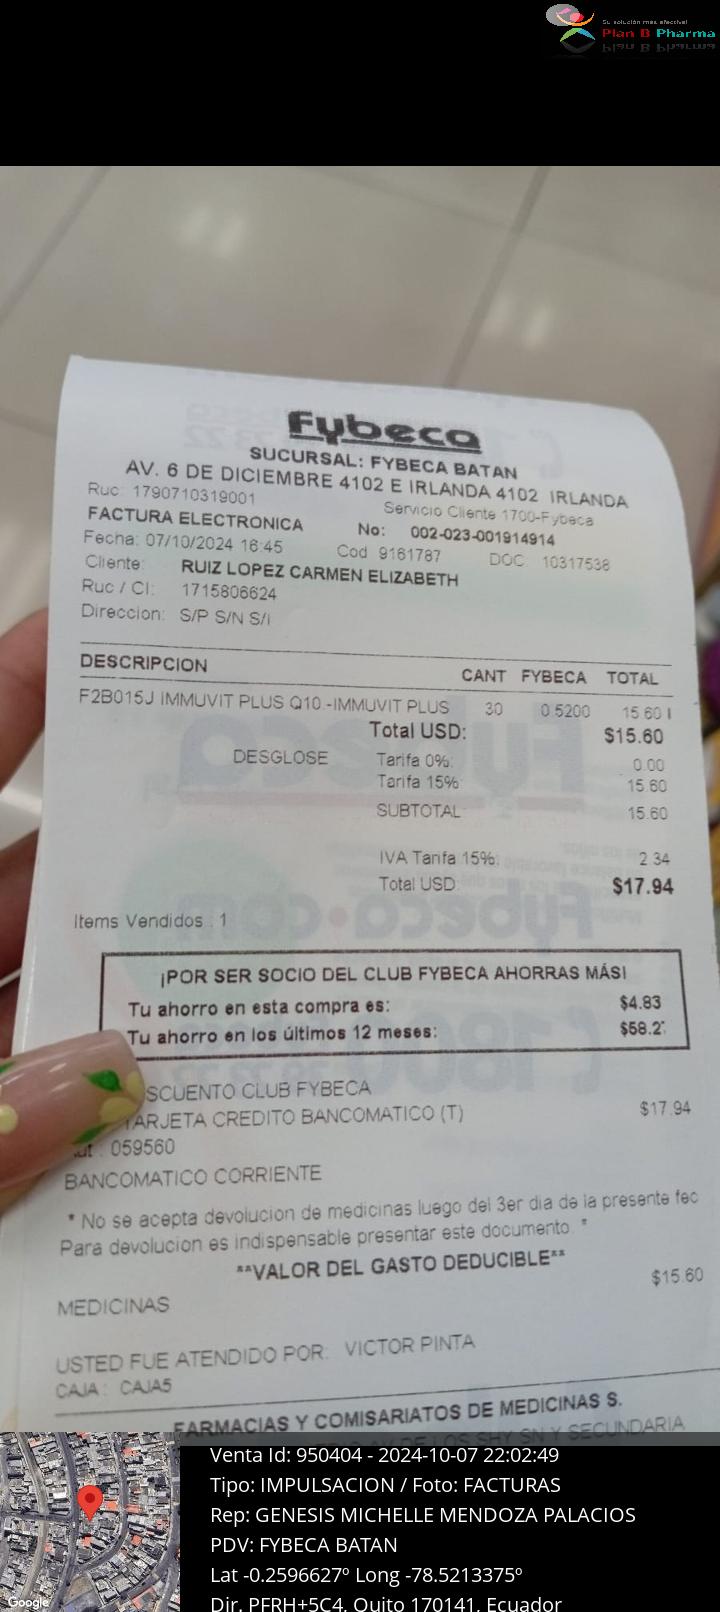 Su solución más efectiva!
Plan B Pharma
Fybeca
SUCURSAL: FYBECA BATAN
AV. 6 DE DICIEMBRE 4102 E IRLANDA 4102 IRLANDA
Ruc: 1790710319001 Servicio Cliente 1700-Fybeca
FACTURA ELECTRONICA No: 002-023-001914914
Fecha: 07/10/2024 16:45 Cod 9161787 DOC: 10317538
Cliente: RUIZ LOPEZ CARMEN ELIZABETH
Ruc / CI: 1715806624
Direccion: S/P S/N S/I
DESCRIPCION CANT FYBECA TOTAL
F2B015J IMMUVIT PLUS Q10.-IMMUVIT PLUS 30 0.5200 15.60 I
Total USD: $15.60
DESGLOSE Tarifa 0%: 0.00
Tarifa 15% 15.60
SUBTOTAL 15.60
IVA Tarifa 15%: 2.34
Total USD: $17.94
Items Vendidos : 1
¡POR SER SOCIO DEL CLUB FYBECA AHORRAS MÁS!
Tu ahorro en esta compra es: $4.83
Tu ahorro en los últimos 12 meses: $58.2
SCUENTO CLUB FYBECA
TARJETA CREDITO BANCOMATICO (T) $17.94
: 059560
BANCOMATICO CORRIENTE
* No se acepta devolucion de medicinas luego del 3er dia de la presente fec
Para devolucion es indispensable presentar este documento. *
**VALOR DEL GASTO DEDUCIBLE**
MEDICINAS $15.60
USTED FUE ATENDIDO POR: VICTOR PINTA
CAJA : CAJA5
FARMACIAS Y COMISARIATOS DE MEDICINAS S.
SN Y SECUNDARIA
Venta Id: 950404 - 2024-10-07 22:02:49
Tipo: IMPULSACION / Foto: FACTURAS
Rep: GENESIS MICHELLE MENDOZA PALACIOS
PDV: FYBECA BATAN
Lat -0.2596627º Long -78.5213375º
Dir. PFRH+5C4, Quito 170141, Ecuador
Google